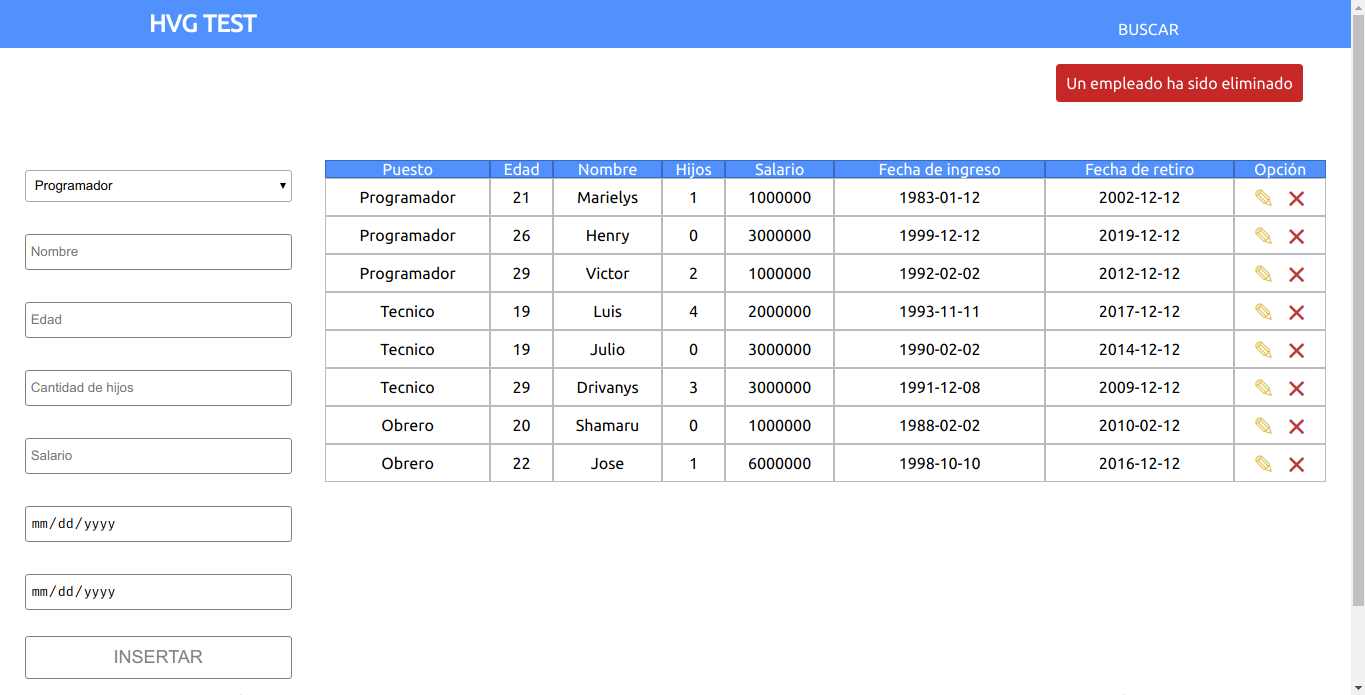 HVG TEST
BUSCAR
Un empleado ha sido eliminado
Programador
Nombre
Edad
Cantidad de hijos
Salario
mm/dd/yyyy
mm/dd/yyyy
INSERTAR
Puesto Edad Nombre Hijos Salario Fecha de ingreso Fecha de retiro Opción
Programador 21 Marielys 1 1000000 1983-01-12 2002-12-12
Programador 26 Henry 0 3000000 1999-12-12 2019-12-12
Programador 29 Victor 2 1000000 1992-02-02 2012-12-12
Tecnico 19 Luis 4 2000000 1993-11-11 2017-12-12
Tecnico 19 Julio 0 3000000 1990-02-02 2014-12-12
Tecnico 29 Drivanys 3 3000000 1991-12-08 2009-12-12
Obrero 20 Shamaru 0 1000000 1988-02-02 2010-02-12
Obrero 22 Jose 1 6000000 1998-10-10 2016-12-12